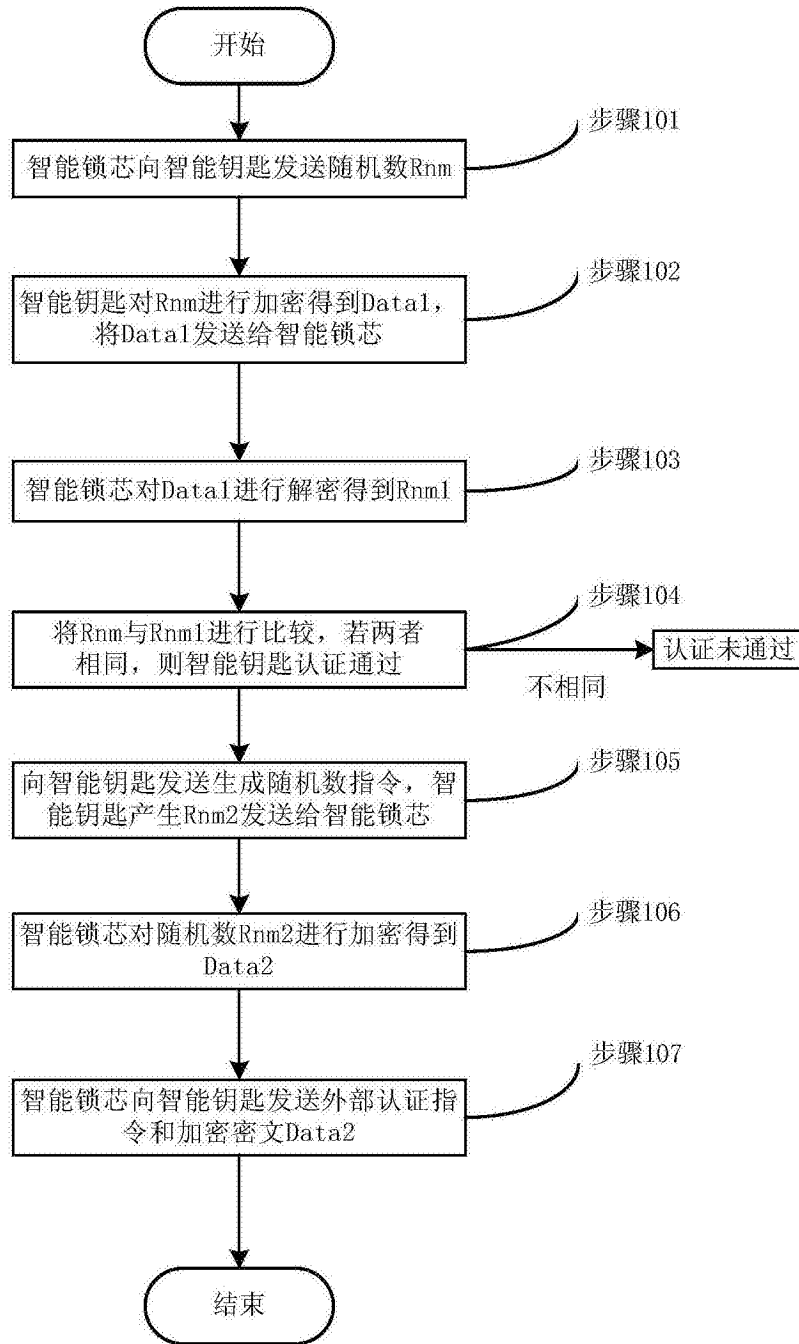 开始
步骤101
智能锁芯向智能钥匙发送随机数Rnm
步骤102
智能钥匙对Rnm进行加密得到Data1，
将Data1发送给智能锁芯
步骤103
智能锁芯对Data1进行解密得到Rnm1
步骤104
将Rnm与Rnm1进行比较，若两者
相同，则智能钥匙认证通过
认证未通过
不相同
步骤105
向智能钥匙发送生成随机数指令，智
能钥匙产生Rnm2发送给智能锁芯
步骤106
智能锁芯对随机数Rnm2进行加密得到
Data2
步骤107
智能锁芯向智能钥匙发送外部认证指
令和加密密文Data2
结束